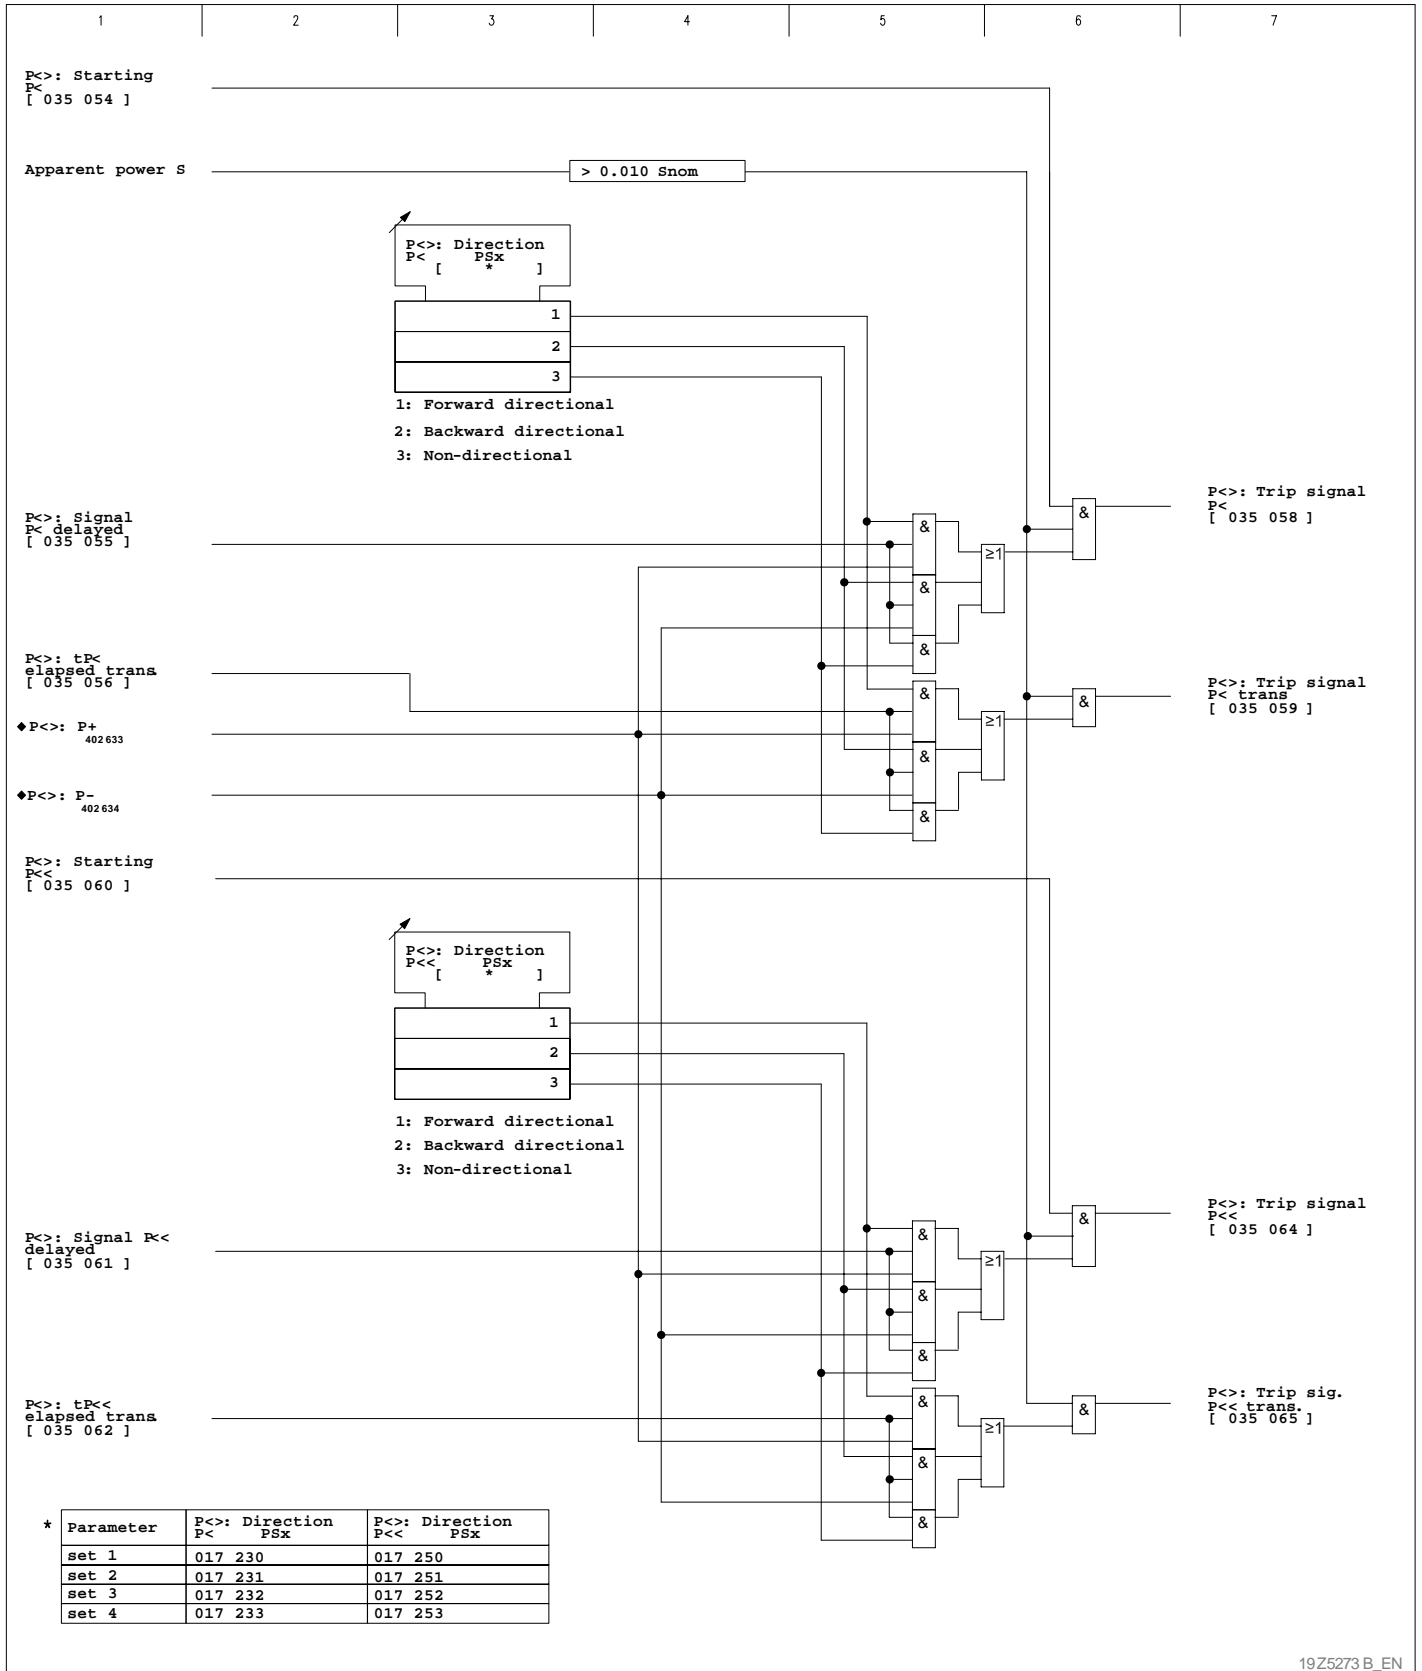 1 2 3 4 5 6 7
P<>: Starting
P<
[ 035 054 ]
Apparent power S
> 0.010 Snom
P<>: Direction
P< PSx
[ * ]
1
2
3
1: Forward directional
2: Backward directional
3: Non-directional
P<>: Signal
P< delayed
[ 035 055 ]
&
&
&
≥1
&
P<>: Trip signal
P<
[ 035 058 ]
P<>: tP<
elapsed trans.
[ 035 056 ]
&
&
&
≥1
&
P<>: Trip signal
P< trans
[ 035 059 ]
◆P<>: P+
402 633
◆P<>: P-
402 634
P<>: Starting
P<<
[ 035 060 ]
P<>: Direction
P<< PSx
[ * ]
1
2
3
1: Forward directional
2: Backward directional
3: Non-directional
P<>: Signal P<<
delayed
[ 035 061 ]
&
&
&
≥1
&
P<>: Trip signal
P<<
[ 035 064 ]
P<>: tP<<
elapsed trans.
[ 035 062 ]
&
&
&
≥1
&
P<>: Trip sig.
P<< trans.
[ 035 065 ]
* Parameter P<>: Direction P<>: Direction
P< PSx P<< PSx
set 1 017 230 017 250
set 2 017 231 017 251
set 3 017 232 017 252
set 4 017 233 017 253
19Z5273 B_EN